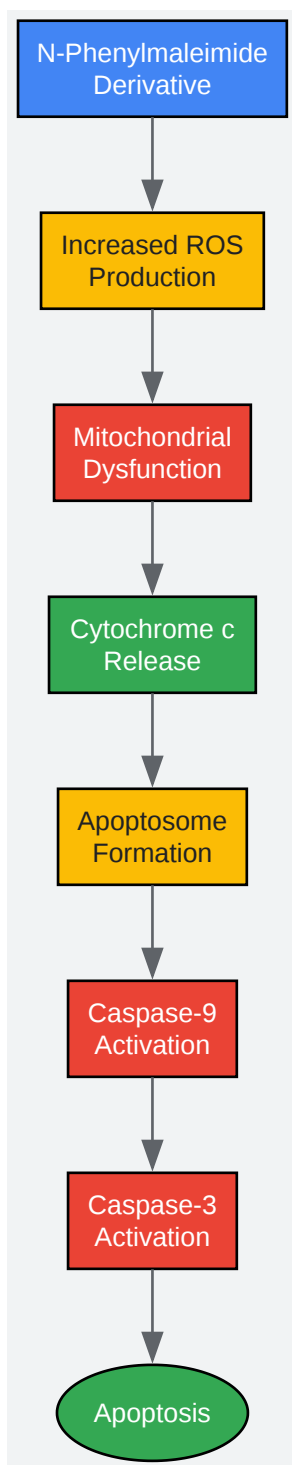 N-Phenylmaleimide
Derivative
Increased ROS
Production
Mitochondrial
Dysfunction
Cytochrome c
Release
Apoptosome
Formation
Caspase-9
Activation
Caspase-3
Activation
Apoptosis